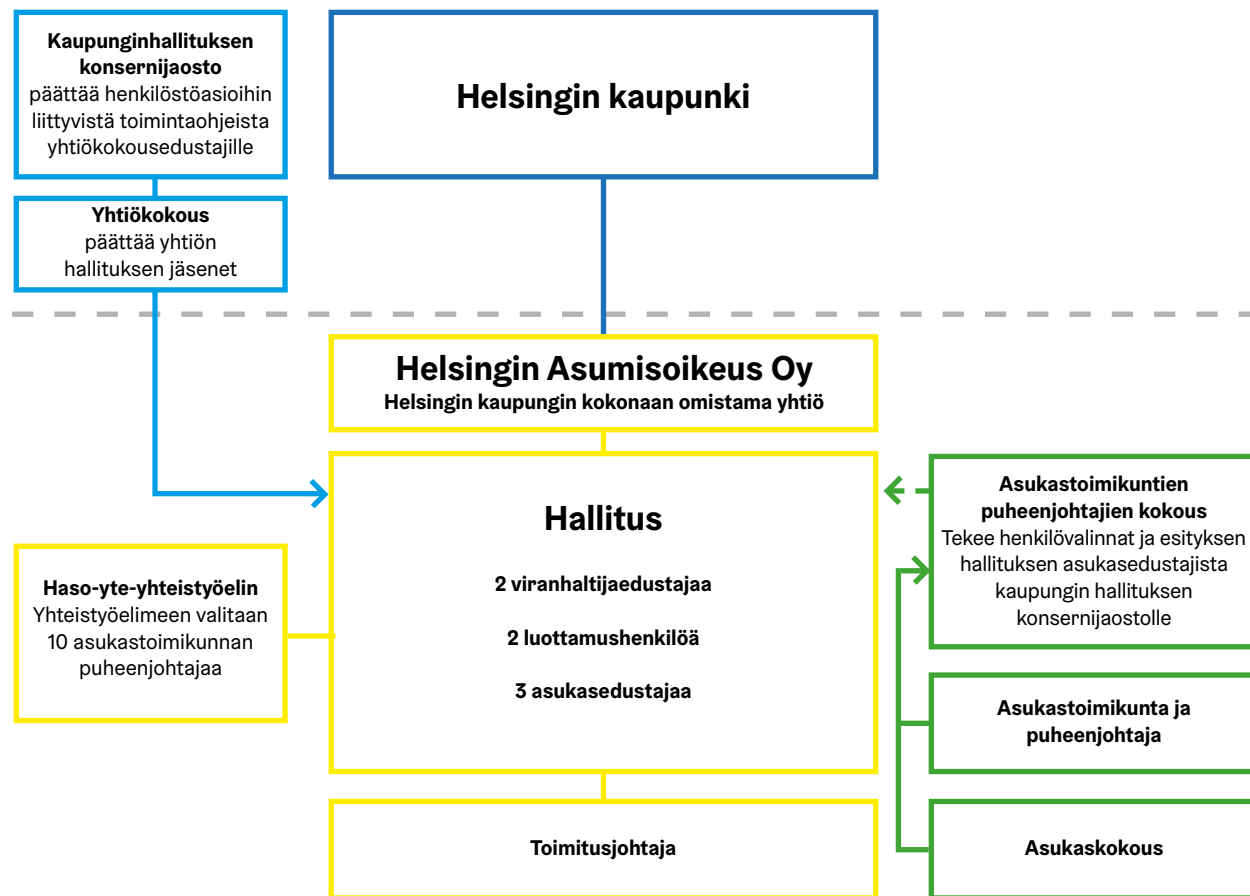 Kaupunginhallituksen
konsernijaosto
päättää henkilöstöasioihin
liittyvistä toimintaohjeista
yhtiökokousedustajille
Helsingin kaupunki
Yhtiökokous
päättää yhtiön
hallituksen jäsenet
Helsingin Asumisoikeus Oy
Helsingin kaupungin kokonaan omistama yhtiö
Hallitus
2 viranhaltijaedustajaa
2 luottamushenkilöä
3 asukasedustajaa
Haso-yte-yhteistyöelin
Yhteistyöelimeen valitaan
10 asukastoimikunnan
puheenjohtajaa
Asukastoimikuntien
puheenjohtajien kokous
Tekee henkilövalinnat ja esityksen
hallituksen asukasedustajista
kaupungin hallituksen
konsernijaostolle
Asukastoimikunta ja
puheenjohtaja
Toimitusjohtaja
Asukaskokous